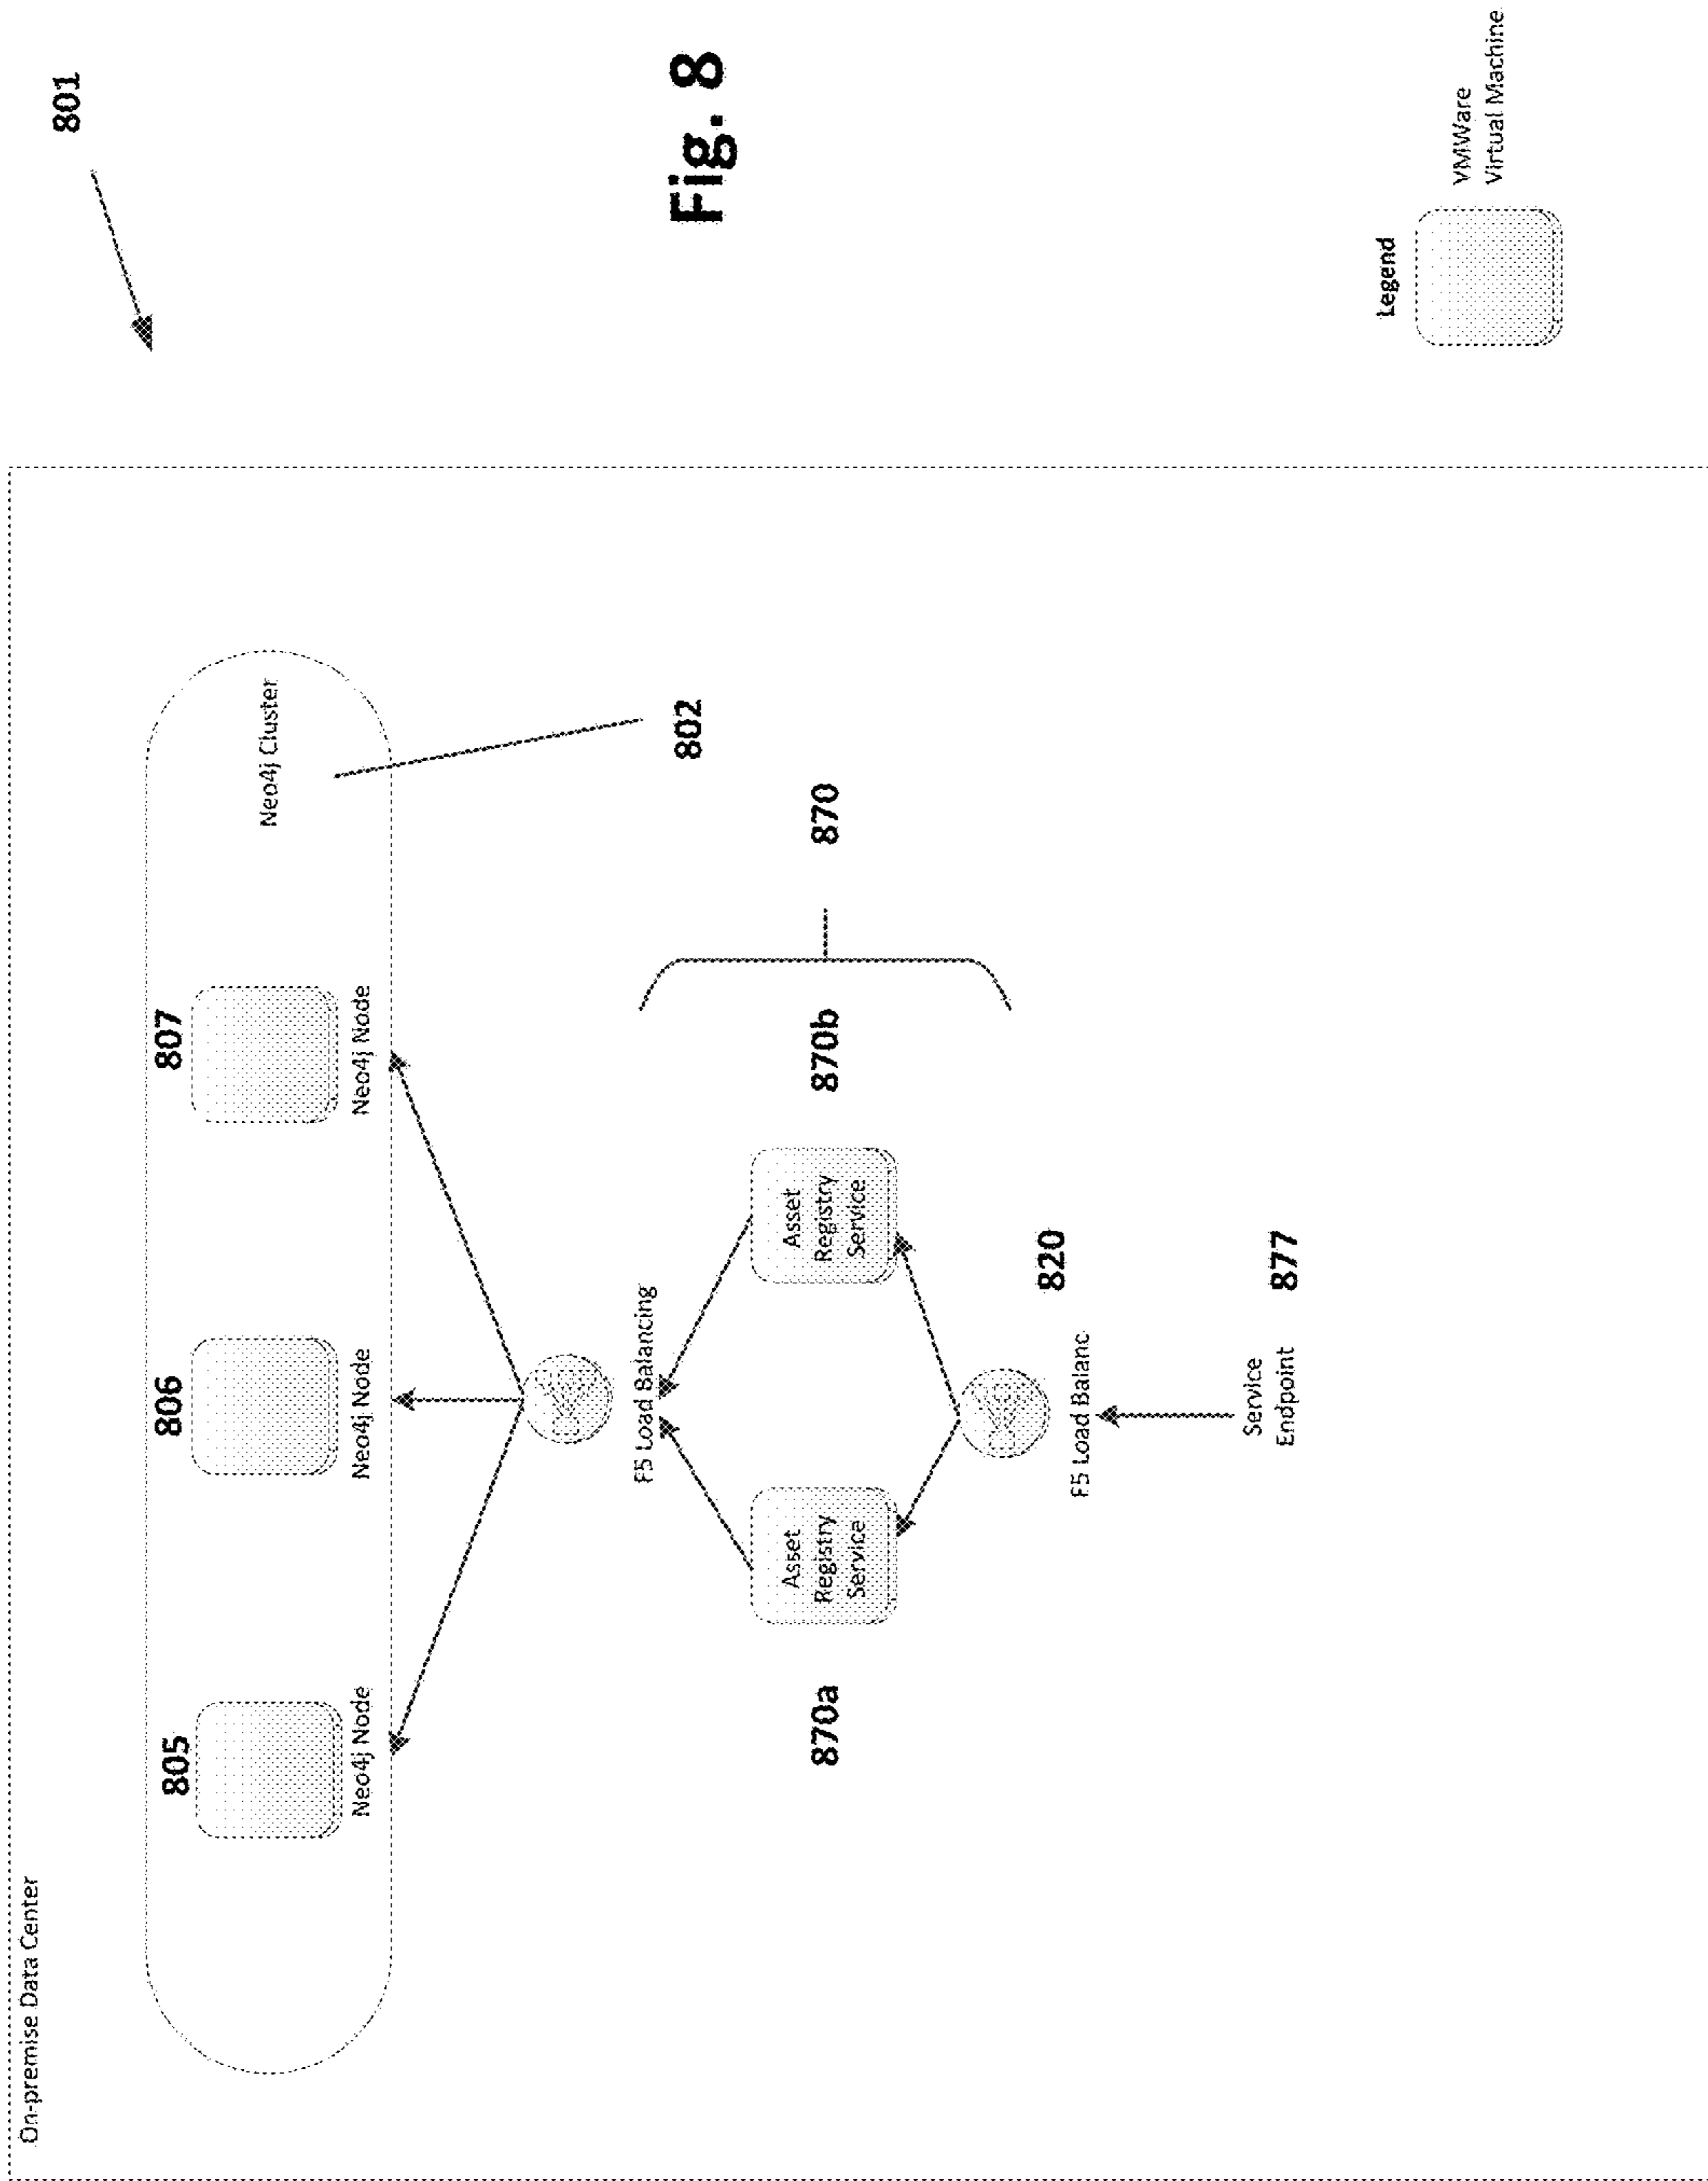 On-premise Data Center
801
805
806
807
Neo4j Node
Neo4j Node
Neo4j Node
Neo4j Cluster
802
F5 Load Balancing
870a
Asset
Registry
Service
Asset
Registry
Service
870b
870
F5 Load Balanc
820
Service
Endpoint
877
Fig. 8
Legend
VMWare
Virtual Machine